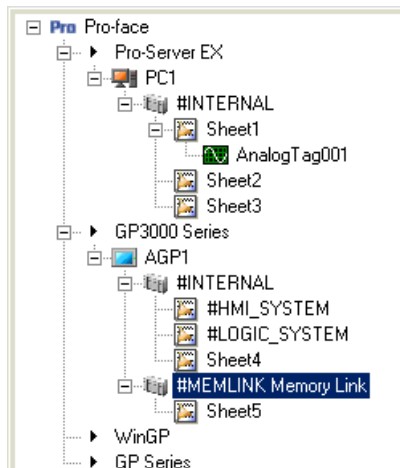 Pro Pro-face
Pro-Server EX
PC1
#INTERNAL
Sheet1
AnalogTag001
Sheet2
Sheet3
GP3000 Series
AGP1
#INTERNAL
#HMI_SYSTEM
#LOGIC_SYSTEM
Sheet4
#MEMLINK Memory Link
Sheet5
WinGP
GP Series